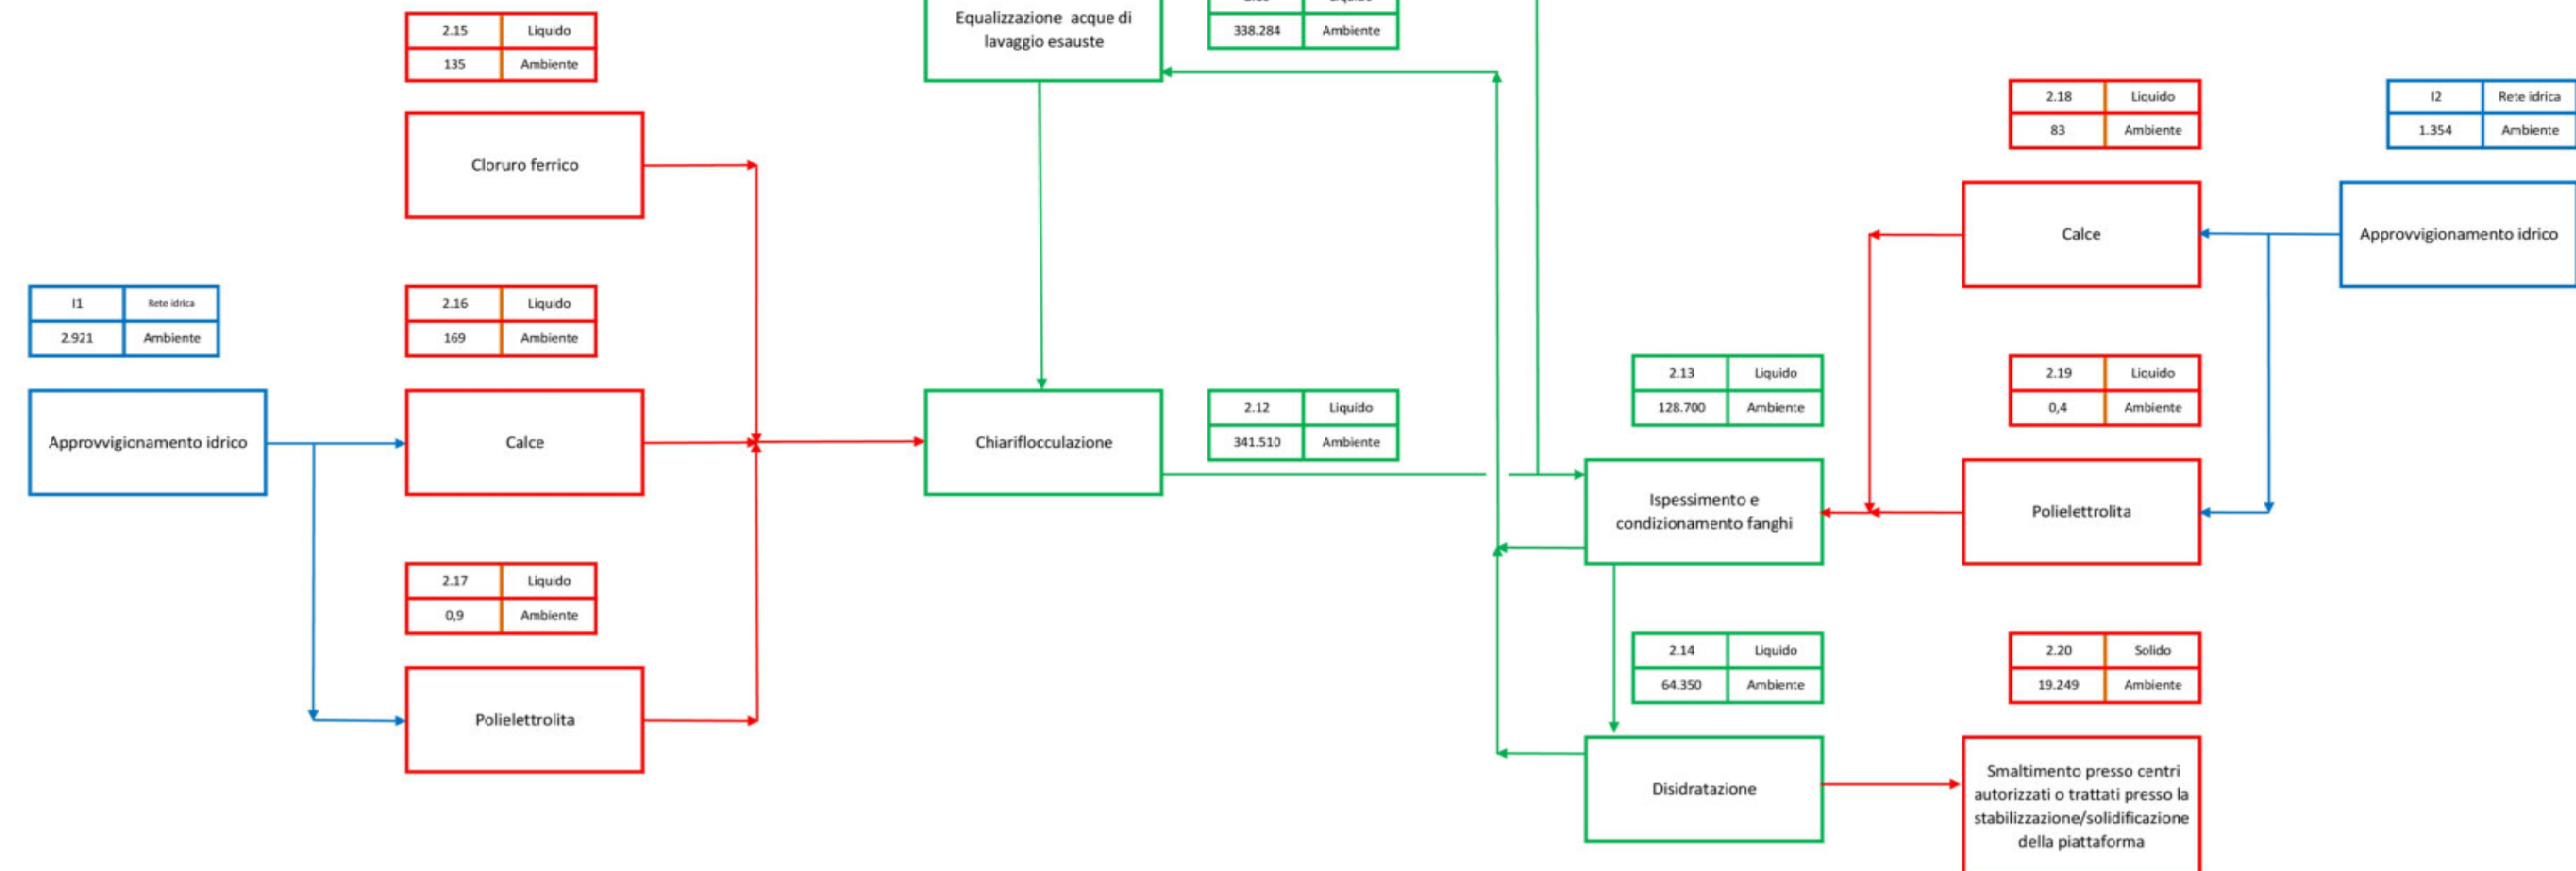 2.15 Liquido
135 Ambiente
Equalizzazione acque di
lavaggio esauste
338.284 Ambiente
2.18 Liquido
83 Ambiente
I2 Rete idrica
1.354 Ambiente
Cloruro ferrico
Calce
Approvvigionamento idrico
I1 Rete idrica
2.921 Ambiente
2.16 Liquido
169 Ambiente
2.13 Liquido
128.700 Ambiente
2.19 Liquido
0,4 Ambiente
Approvvigionamento idrico
Calce
Chiariflocculazione
2.12 Liquido
341.510 Ambiente
Ispessimento e
condizionamento fanghi
Polielettrolita
2.17 Liquido
0,9 Ambiente
2.14 Liquido
64.350 Ambiente
2.20 Solido
19.249 Ambiente
Polielettrolita
Disidratazione
Smaltimento presso centri
autorizzati o trattati presso la
stabilizzazione/solidificazione
della piattaforma